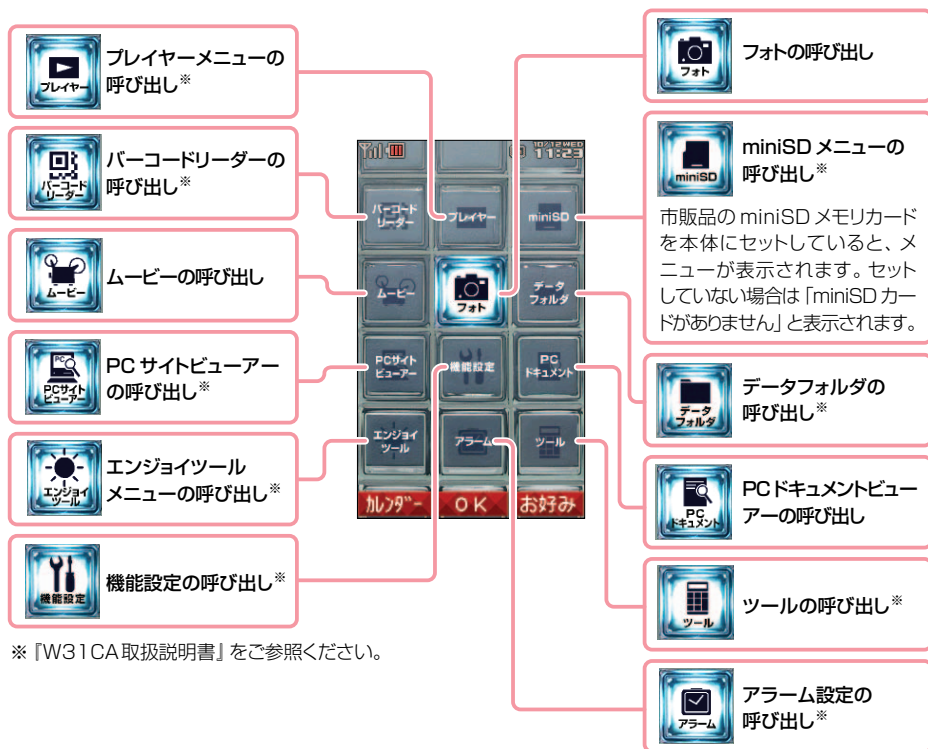 プレイヤー
プレイヤーメニューの
呼び出し※
バーコード
リーダー
バーコードリーダーの
呼び出し※
ムービー
ムービーの呼び出し
PC
PCサイト
ビューアー
PC サイトビューアー
の呼び出し※
エンジョイ
ツール
エンジョイツール
メニューの呼び出し※
機能設定
機能設定の呼び出し※
※『W31CA取扱説明書』をご参照ください。
10/12 WED
11:23
バーコード
リーダー
プレイヤー
miniSD
ムービー
フォト
データ
フォルダ
PCサイト
ビューアー
機能設定
PC
ドキュメント
エンジョイ
ツール
アラーム
ツール
カレンダー
OK
お好み
フォト
フォトの呼び出し
miniSD
miniSD メニューの
呼び出し※
市販品の miniSD メモリカード
を本体にセットしていると、メ
ニューが表示されます。セット
していない場合は「miniSD カー
ドがありません」と表示されます。
データ
フォルダ
データフォルダの
呼び出し※
PC
ドキュメント
PCドキュメントビュー
アーの呼び出し
ツール
ツールの呼び出し※
アラーム
アラーム設定の
呼び出し※